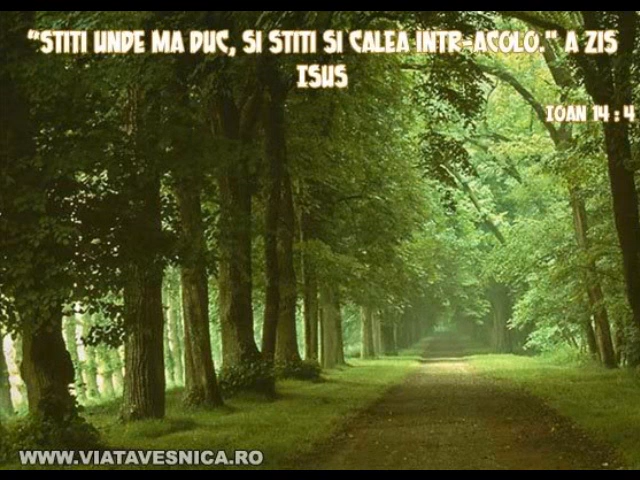 "STITI UNDE MA DUC, SI STITI SI CALEA INTR-ACOLO." A ZIS
ISUS
IOAN 14 : 4
WWW.VIATAVESNICA.RO